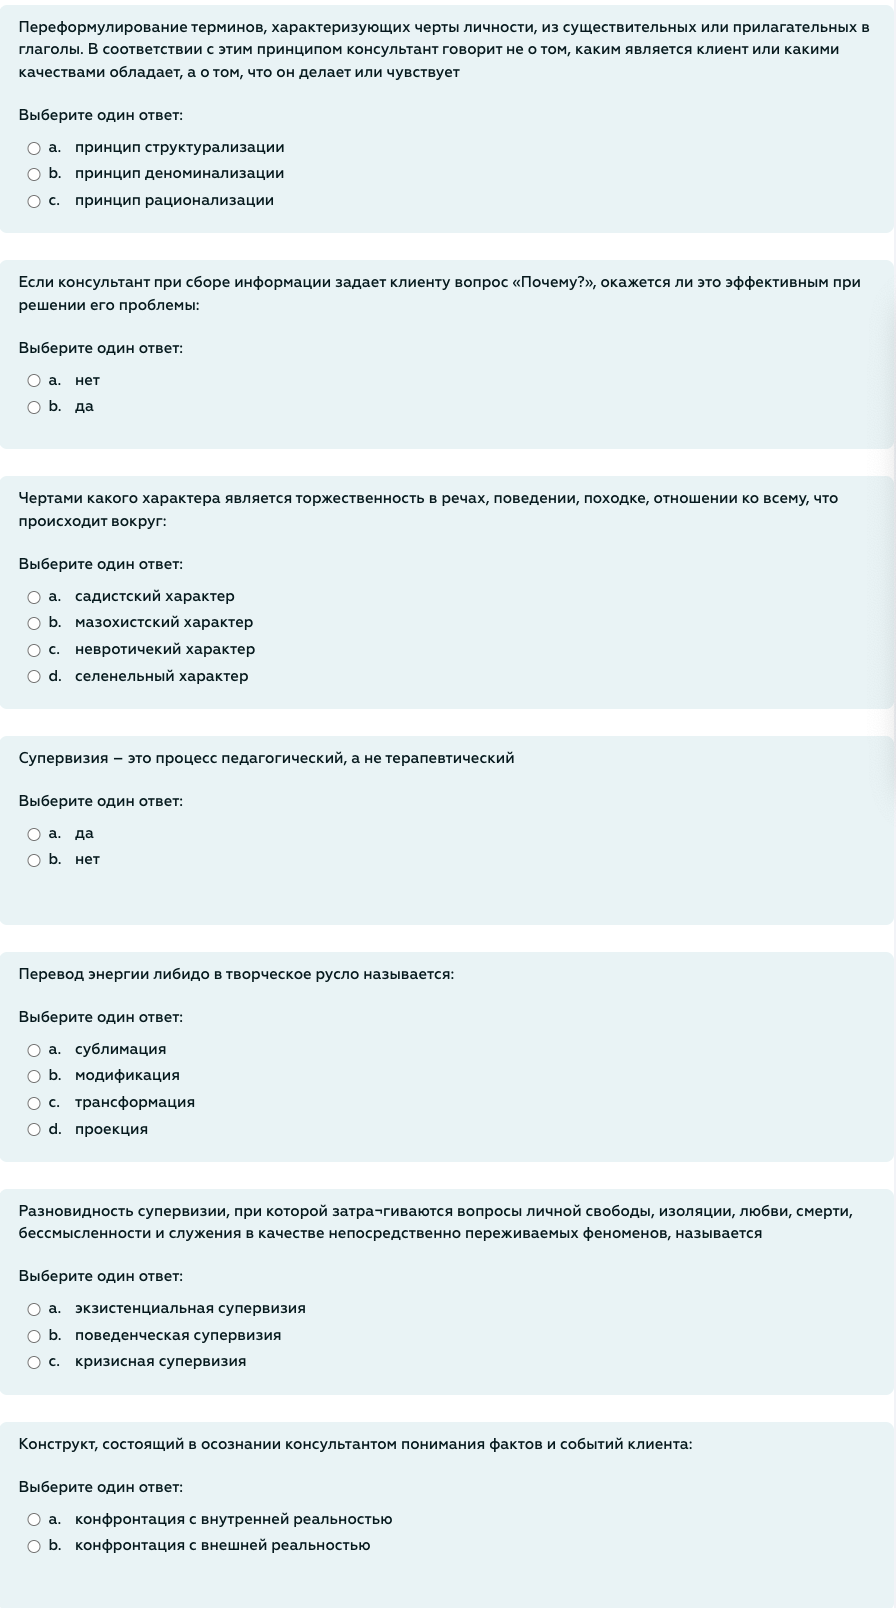 Переформулирование терминов, характеризующих черты личности, из существительных или прилагательных в
глаголы. В соответствии с этим принципом консультант говорит не о том, каким является клиент или какими
качествами обладает, а о том, что он делает или чувствует
Выберите один ответ:
a. принцип структурализации
b. принцип деноминализации
c. принцип рационализации
Если консультант при сборе информации задает клиенту вопрос «Почему?», окажется ли это эффективным при
решении его проблемы:
Выберите один ответ:
a. нет
b. да
Чертами какого характера является торжественность в речах, поведении, походке, отношении ко всему, что
происходит вокруг:
Выберите один ответ:
a. садистский характер
b. мазохистский характер
c. невротичекий характер
d. селенельный характер
Супервизия – это процесс педагогический, а не терапевтический
Выберите один ответ:
a. да
b. нет
Перевод энергии либидо в творческое русло называется:
Выберите один ответ:
a. сублимация
b. модификация
c. трансформация
d. проекция
Разновидность супервизии, при которой затра¬гиваются вопросы личной свободы, изоляции, любви, смерти,
бессмысленности и служения в качестве непосредственно переживаемых феноменов, называется
Выберите один ответ:
a. экзистенциальная супервизия
b. поведенческая супервизия
c. кризисная супервизия
Конструкт, состоящий в осознании консультантом понимания фактов и событий клиента:
Выберите один ответ:
a. конфронтация с внутренней реальностью
b. конфронтация с внешней реальностью